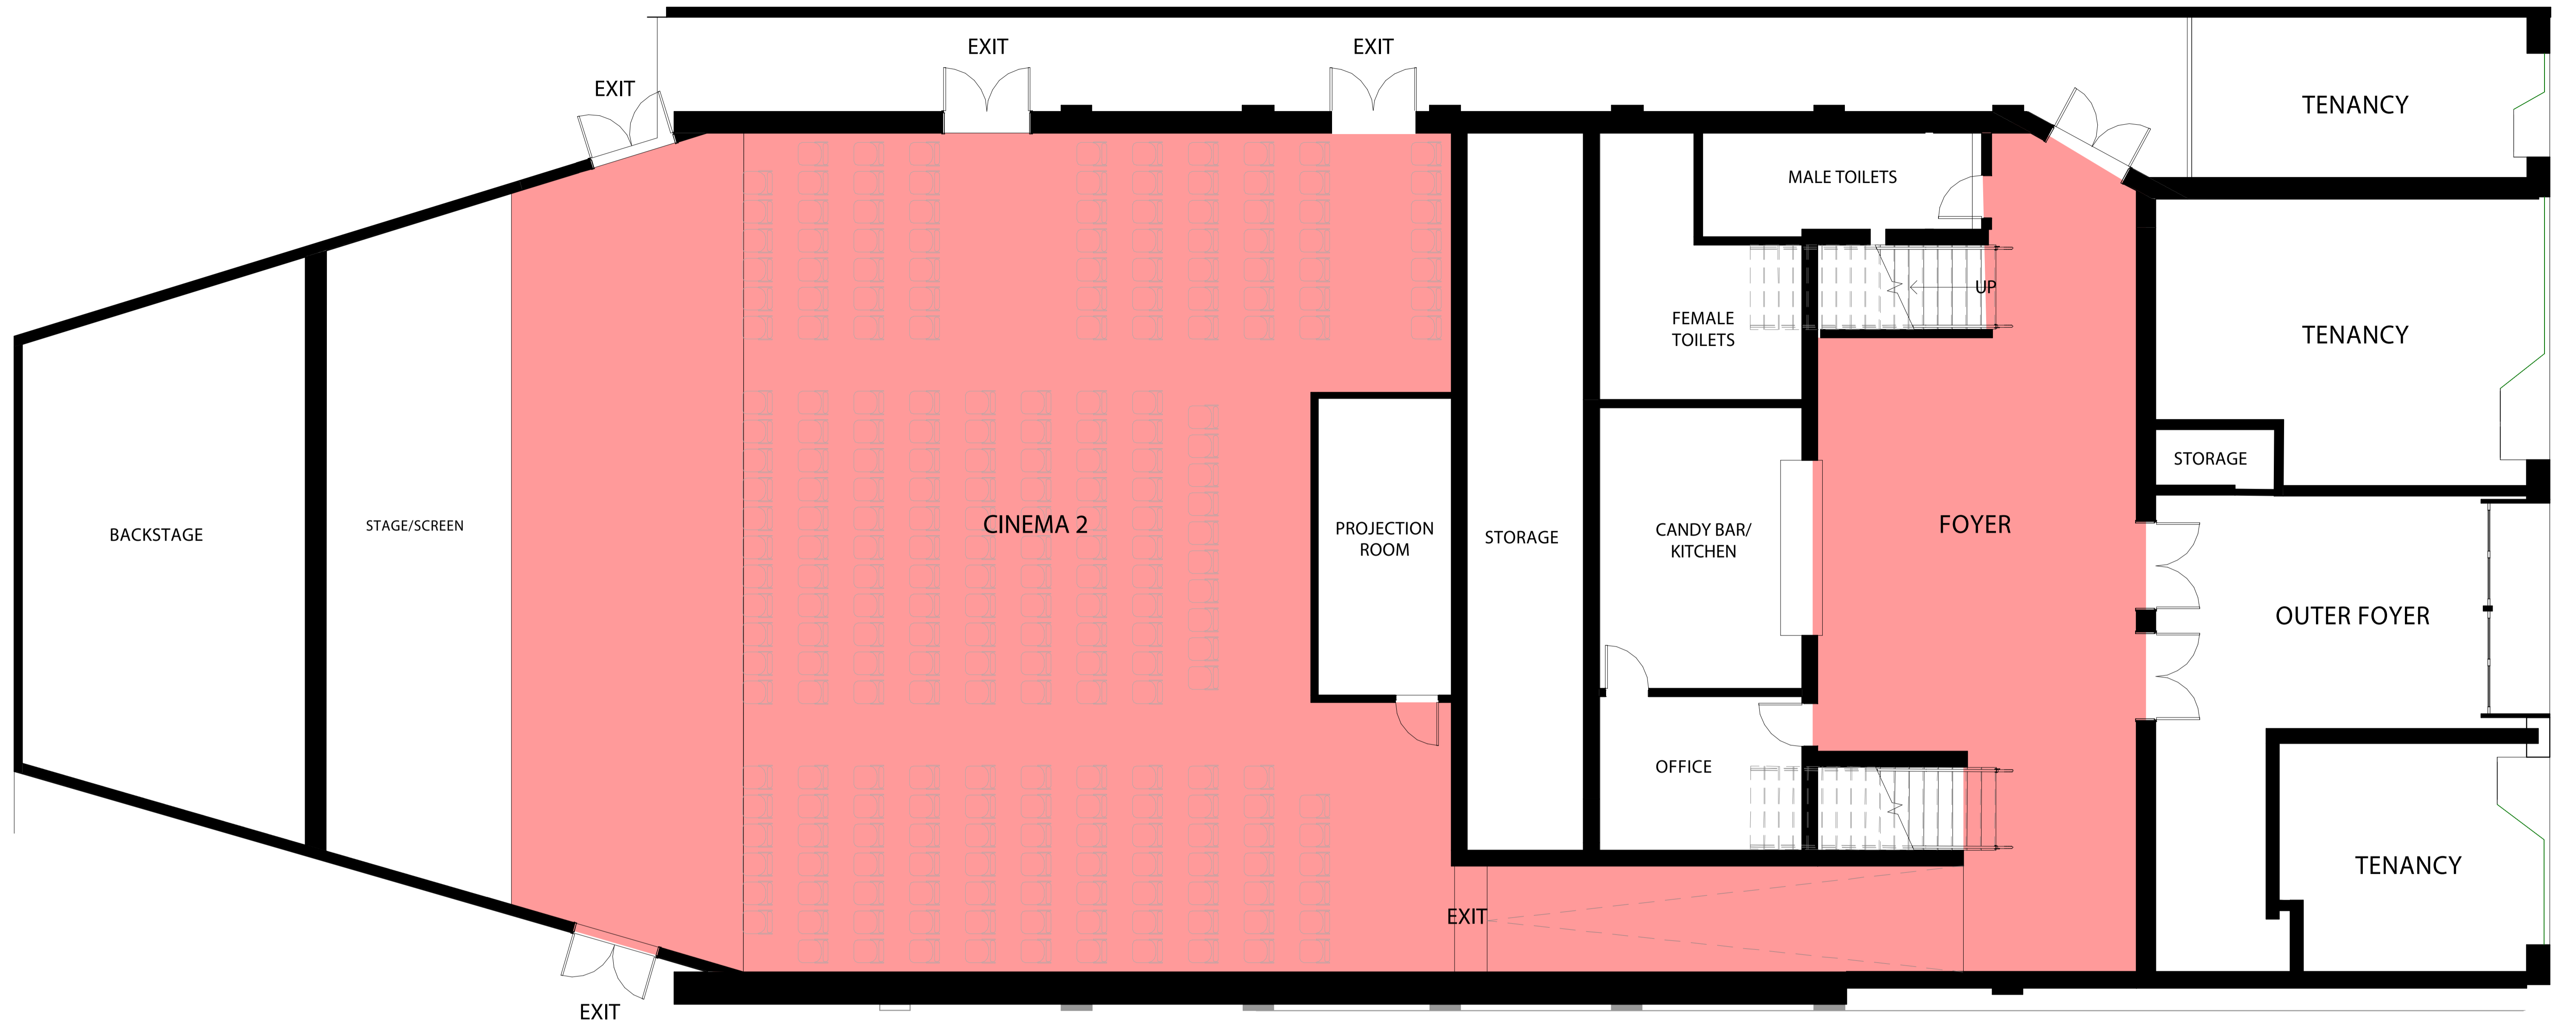 EXIT
EXIT
EXIT
TENANCY
MALE TOILETS
UP
FEMALE
TOILETS
TENANCY
STORAGE
BACKSTAGE
STAGE/SCREEN
CINEMA 2
PROJECTION
ROOM
STORAGE
CANDY BAR/
KITCHEN
FOYER
OUTER FOYER
OFFICE
TENANCY
EXIT
EXIT